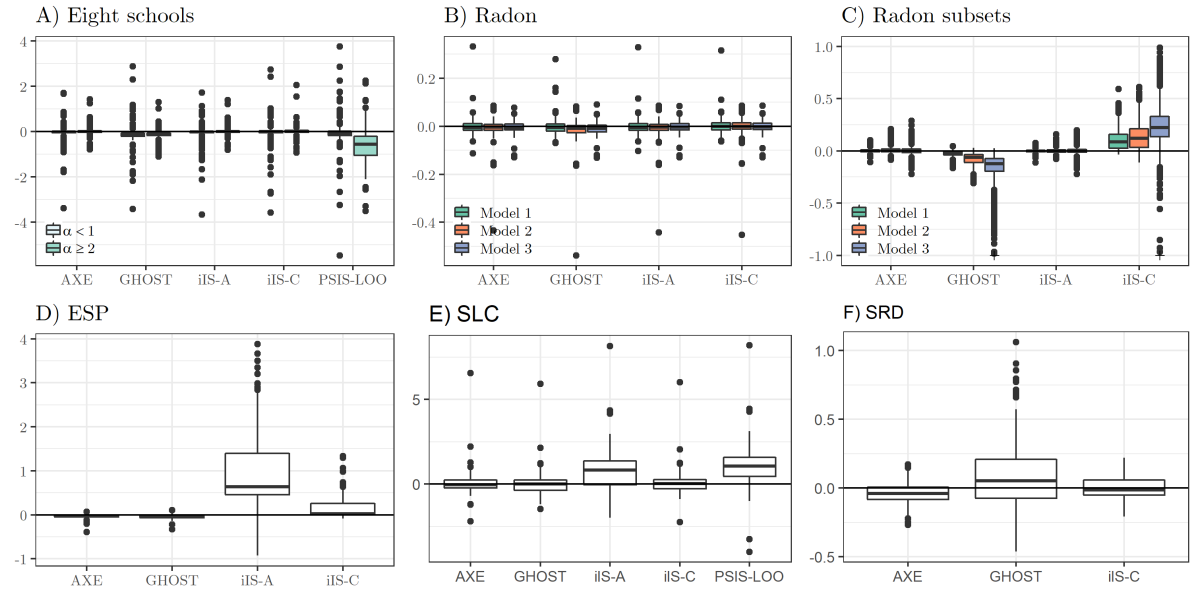 A) Eight schools
4
2
0
-2
-4
α < 1
α ≥ 2
AXE GHOST iIS-A iIS-C PSIS-LOO
B) Radon
0.2
0.0
-0.2
-0.4
Model 1
Model 2
Model 3
AXE GHOST iIS-A iIS-C
C) Radon subsets
1.0
0.5
0.0
-0.5
-1.0
Model 1
Model 2
Model 3
AXE GHOST iIS-A iIS-C
D) ESP
4
3
2
1
0
-1
AXE GHOST iIS-A iIS-C
E) SLC
5
0
AXE GHOST iIS-A iIS-C PSIS-LOO
F) SRD
1.0
0.5
0.0
-0.5
AXE GHOST iIS-C